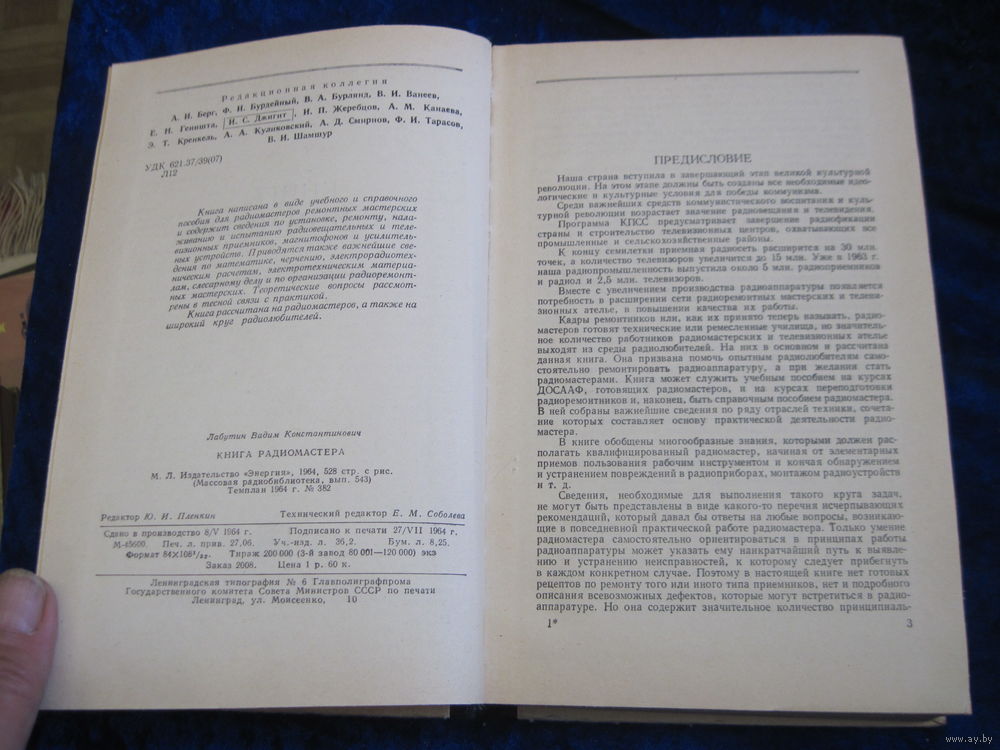 Редакционная коллегия
А. И. Берг, Ф. И. Бурдейный, В. А. Бурлянд, В. И. Ванеев,
Е. Н. Геништа, И. С. Джигит, И. П. Жеребцов, А. М. Канаева,
Э. Т. Кренкель, А. А. Куликовский, А. Д. Смирнов, Ф. И. Тарасов,
В. И. Шамшур
УДК 621.37/39(07)
Л12
Книга написана в виде учебного и справочного
пособия для радиомастеров ремонтных мастерских
и содержит сведения по установке, ремонту, нала-
живанию и испытанию радиовещательных и теле-
визионных приемников, магнитофонов и усилитель-
ных устройств. Приводятся также важнейшие све-
дения по математике, черчению, электрорадиотех-
ническим расчетам, электротехническим материа-
лам, слесарному делу и по организации радиоремонт-
ных мастерских. Теоретические вопросы рассмот-
рены в тесной связи с практикой.
Книга рассчитана на радиомастеров, а также на
широкий круг радиолюбителей.
Лабутин Вадим Константинович
КНИГА РАДИОМАСТЕРА
М. Л. Издательство «Энергия», 1964, 528 стр. с рис.
(Массовая радиобиблиотека, вып. 543)
Темплан 1964 г. № 382
Редактор Ю. И. Пленкин Технический редактор Е. М. Соболева
Сдано в производство 8/V 1964 г. Подписано к печати 27/VII 1964 г.
М-45600. Печ. л. прив. 27,06. Уч.-изд. л. 36,2. Бум. л. 8,25.
Формат 84×108¹/₃₂. Тираж 200 000 (3-й завод 80 001—120 000) экз
Заказ 2008. Цена 1 р. 60 к.
Ленинградская типография № 6 Главполиграфпрома
Государственного комитета Совета Министров СССР по печати
Ленинград, ул. Моисеенко, 10
ПРЕДИСЛОВИЕ
Наша страна вступила в завершающий этап великой культурной
революции. На этом этапе должны быть созданы все необходимые идео-
логические и культурные условия для победы коммунизма.
Среди важнейших средств коммунистического воспитания и куль-
турной революции возрастает значение радиовещания и телевидения.
Программа КПСС предусматривает завершение радиофикации
страны и строительство телевизионных центров, охватывающих все
промышленные и сельскохозяйственные районы.
К концу семилетки приемная радиосеть расширится на 30 млн.
точек, а количество телевизоров увеличится до 15 млн. Уже в 1963 г.
наша радиопромышленность выпустила около 5 млн. радиоприемников
и радиол и 2,5 млн. телевизоров.
Вместе с увеличением производства радиоаппаратуры появляется
потребность в расширении сети радиоремонтных мастерских и телеви-
зионных ателье, в повышении качества их работы.
Кадры ремонтников или, как их принято теперь называть, радио-
мастеров готовят технические или ремесленные училища, но значитель-
ное количество работников радиомастерских и телевизионных ателье
выходят из среды радиолюбителей. На них в основном и рассчитана
данная книга. Она призвана помочь опытным радиолюбителям само-
стоятельно ремонтировать радиоаппаратуру, а при желании стать
радиомастерами. Книга может служить учебным пособием на курсах
ДОСААФ, готовящих радиомастеров, и на курсах переподготовки
радиоремонтников и, наконец, быть справочным пособием радиомастера.
В ней собраны важнейшие сведения по ряду отраслей техники, сочета-
ние которых составляет основу практической деятельности радио-
мастера.
В книге обобщены многообразные знания, которыми должен рас-
полагать квалифицированный радиомастер, начиная от элементарных
приемов пользования рабочим инструментом и кончая обнаружением
и устранением повреждений в радиоприборах, монтажом радиоустройств
и т. д.
Сведения, необходимые для выполнения такого круга задач,
не могут быть представлены в виде какого-то перечня исчерпывающих
рекомендаций, который давал бы ответы на любые вопросы, возникаю-
щие в повседневной практической работе радиомастера. Только умение
радиомастера самостоятельно ориентироваться в принципах работы
радиоаппаратуры может указать ему наикратчайший путь к выявле-
нию и устранению неисправностей, к которому следует прибегнуть
в каждом конкретном случае. Поэтому в настоящей книге нет готовых
рецептов по ремонту того или иного типа приемников, нет и подробного
описания всевозможных дефектов, которые могут встретиться в радио-
аппаратуре. Но она содержит значительное количество принципиаль-
1* 3
www.ay.by